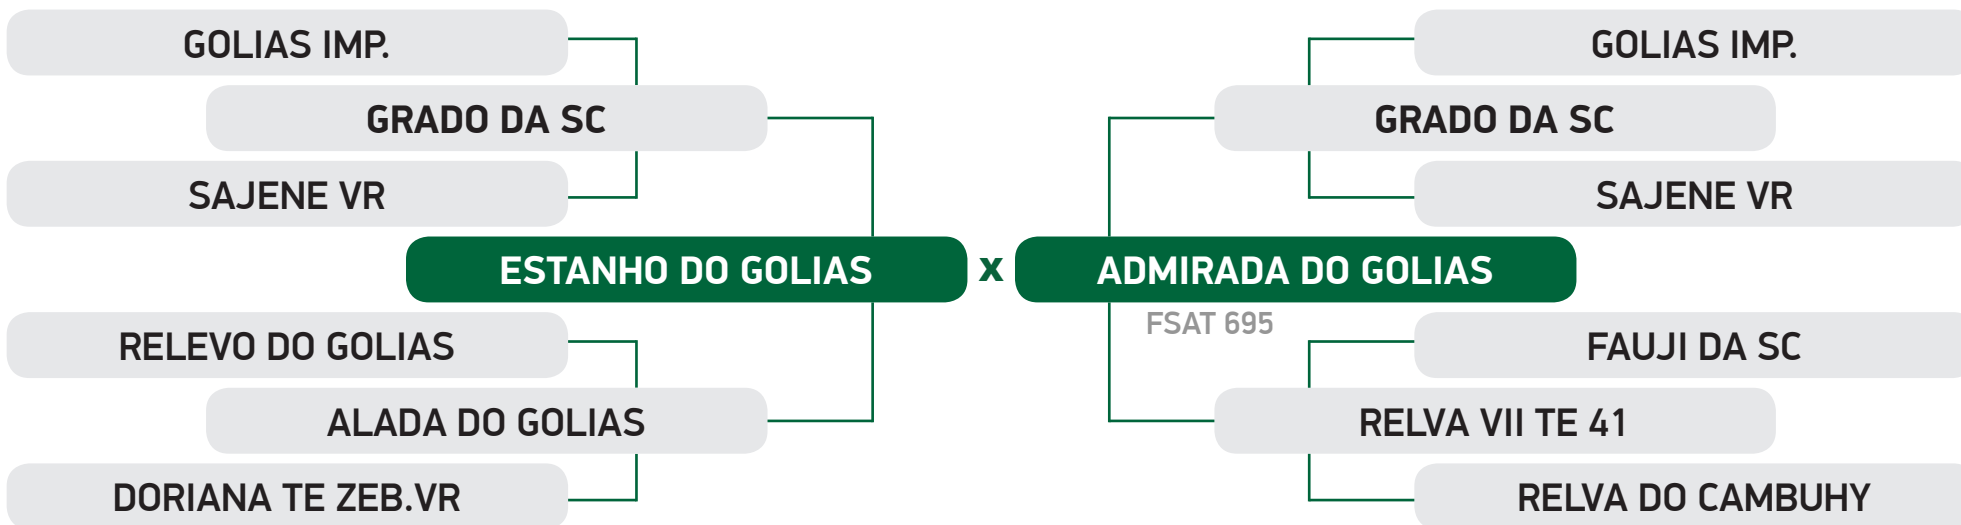 GOLIAS IMP.
GRADO DA SC
SAJENE VR
ESTANHO DO GOLIAS
RELEVO DO GOLIAS
ALADA DO GOLIAS
DORIANA TE ZEB.VR
x
GOLIAS IMP.
GRADO DA SC
SAJENE VR
ADMIRADA DO GOLIAS
FSAT 695
FAUJI DA SC
RELVA VII TE 41
RELVA DO CAMBUHY